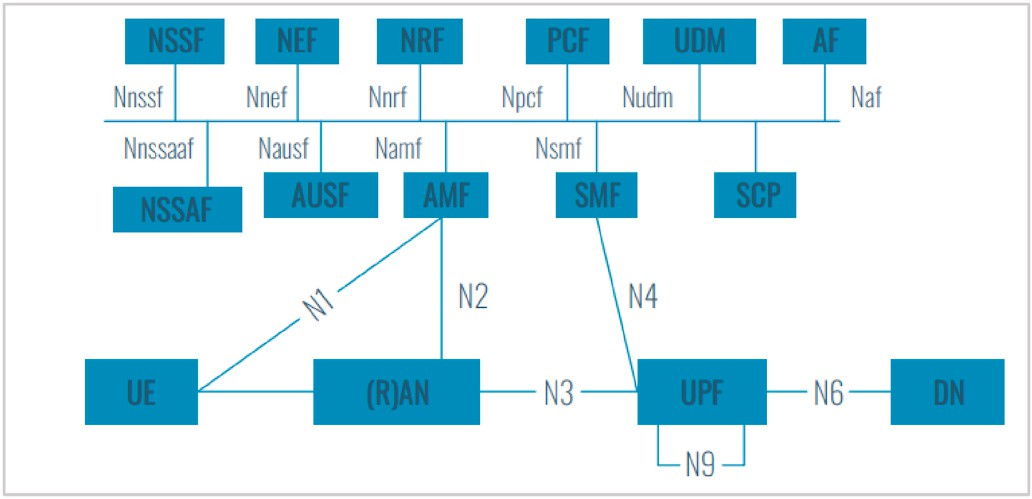 NSSF NEF NRF PCF UDM AF
Nnssf Nnef Nnrf Npcf Nudm Naf
Nnssaaf Nausf Namf Nsmf
NSSAF AUSF AMF SMF SCP
N1 N2 N4
UE (R)AN N3 UPF N6 DN
N9